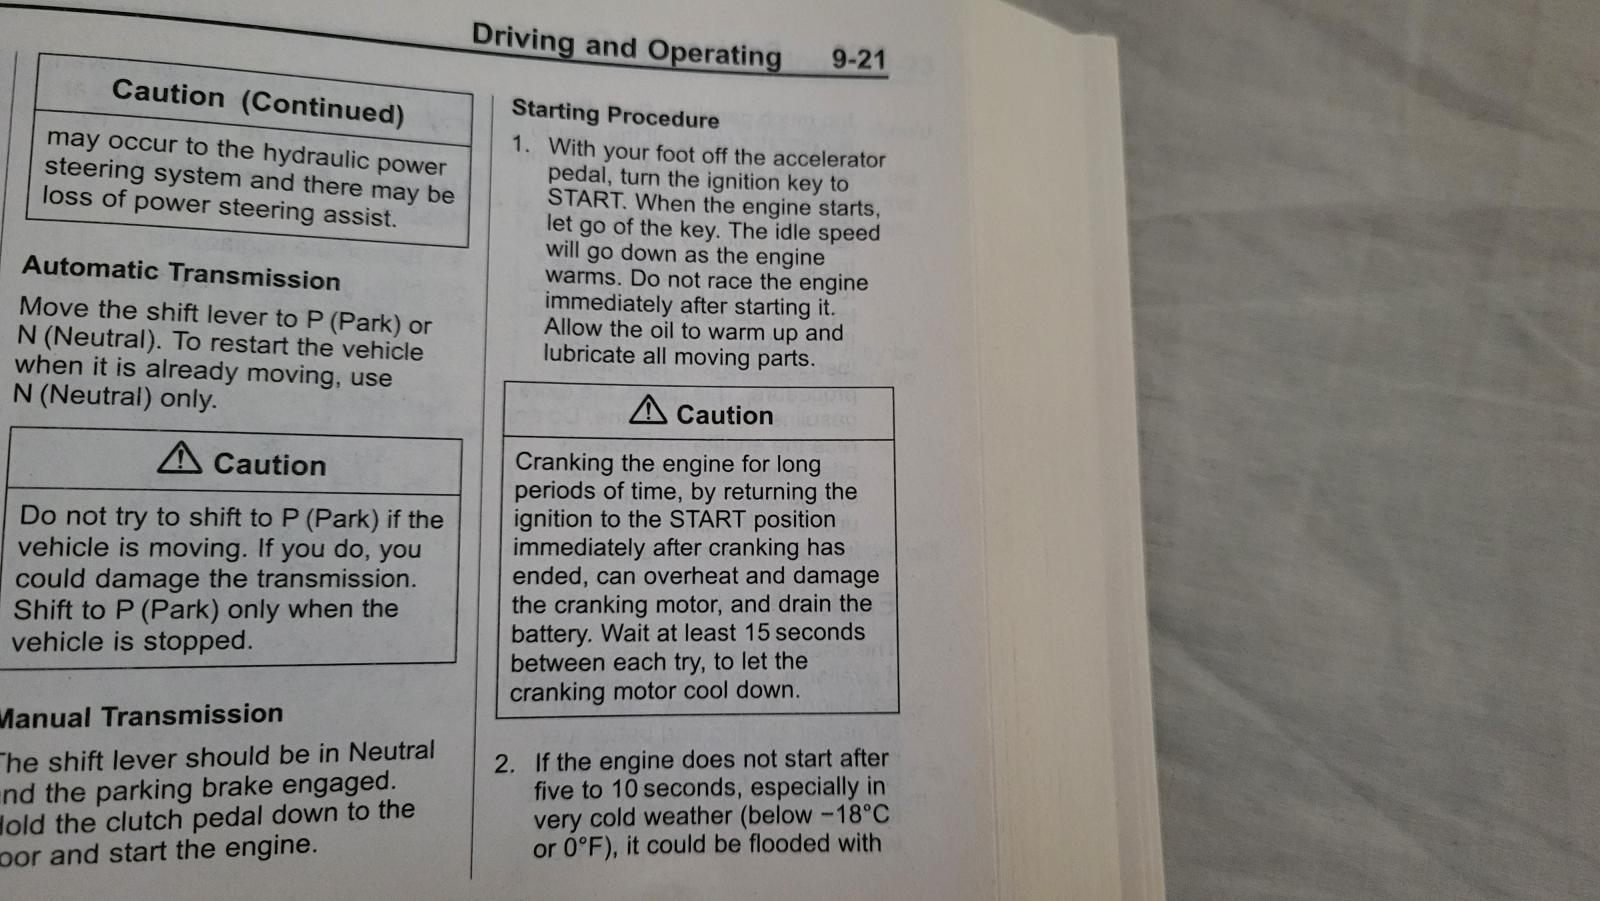 Driving and Operating 9-21
Caution (Continued)
may occur to the hydraulic power
steering system and there may be
loss of power steering assist.
Automatic Transmission
Move the shift lever to P (Park) or
N (Neutral). To restart the vehicle
when it is already moving, use
N (Neutral) only.
Caution
Do not try to shift to P (Park) if the
vehicle is moving. If you do, you
could damage the transmission.
Shift to P (Park) only when the
vehicle is stopped.
Manual Transmission
The shift lever should be in Neutral
and the parking brake engaged.
Hold the clutch pedal down to the
oor and start the engine.
Starting Procedure
1. With your foot off the accelerator
pedal, turn the ignition key to
START. When the engine starts,
let go of the key. The idle speed
will go down as the engine
warms. Do not race the engine
immediately after starting it.
Allow the oil to warm up and
lubricate all moving parts.
Caution
Cranking the engine for long
periods of time, by returning the
ignition to the START position
immediately after cranking has
ended, can overheat and damage
the cranking motor, and drain the
battery. Wait at least 15 seconds
between each try, to let the
cranking motor cool down.
2. If the engine does not start after
five to 10 seconds, especially in
very cold weather (below −18°C
or 0°F), it could be flooded with